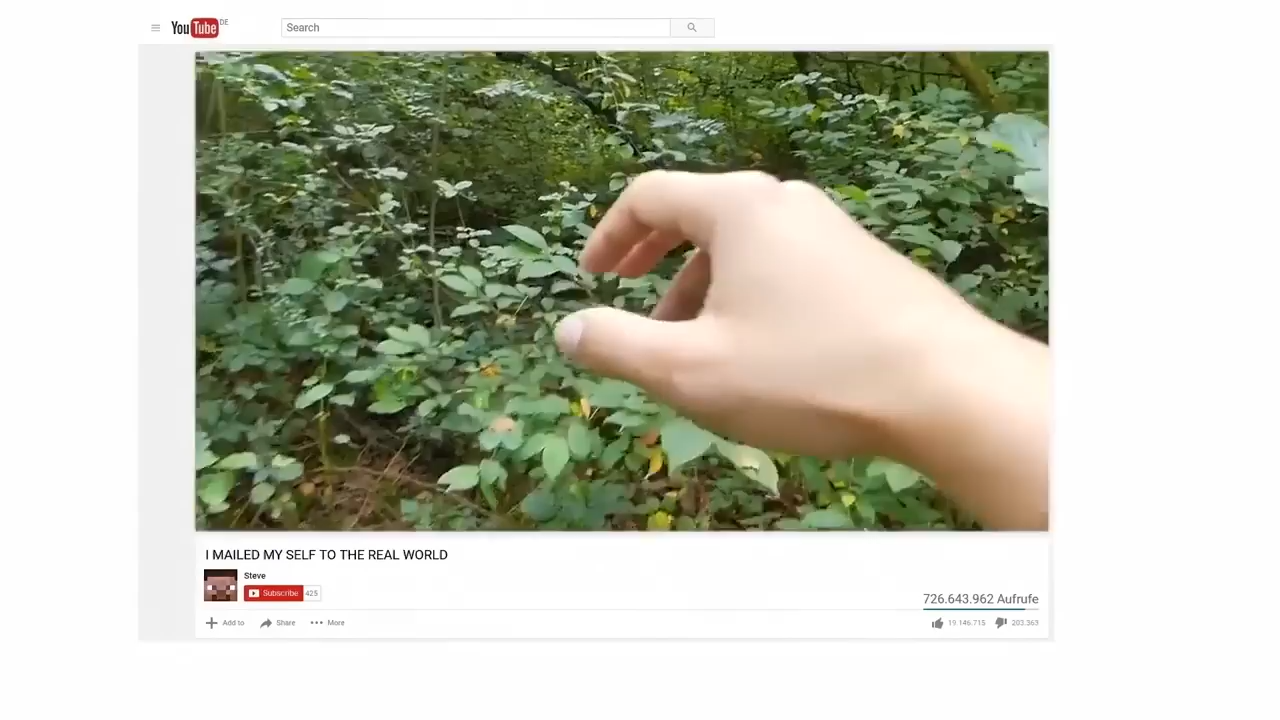 YouTube DE
Search
I MAILED MY SELF TO THE REAL WORLD
Steve
Subscribe 425
726.643.962 Aufrufe
Add to Share More
19.146.715 203.363